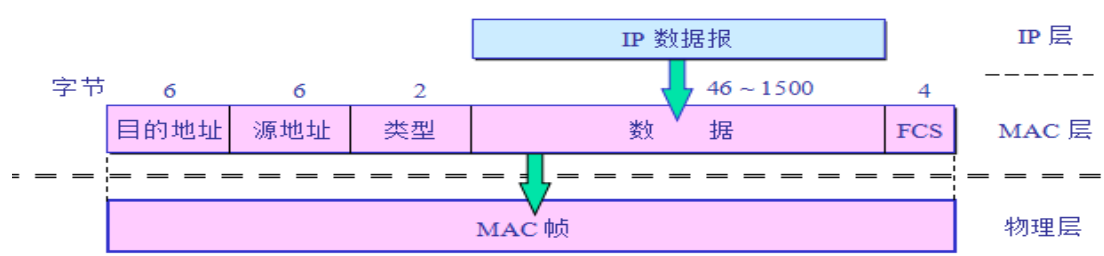 IP 数据报 IP 层
字节 6 6 2 46 ~ 1500 4
目的地址 源地址 类型 数 据 FCS MAC 层
MAC 帧 物理层